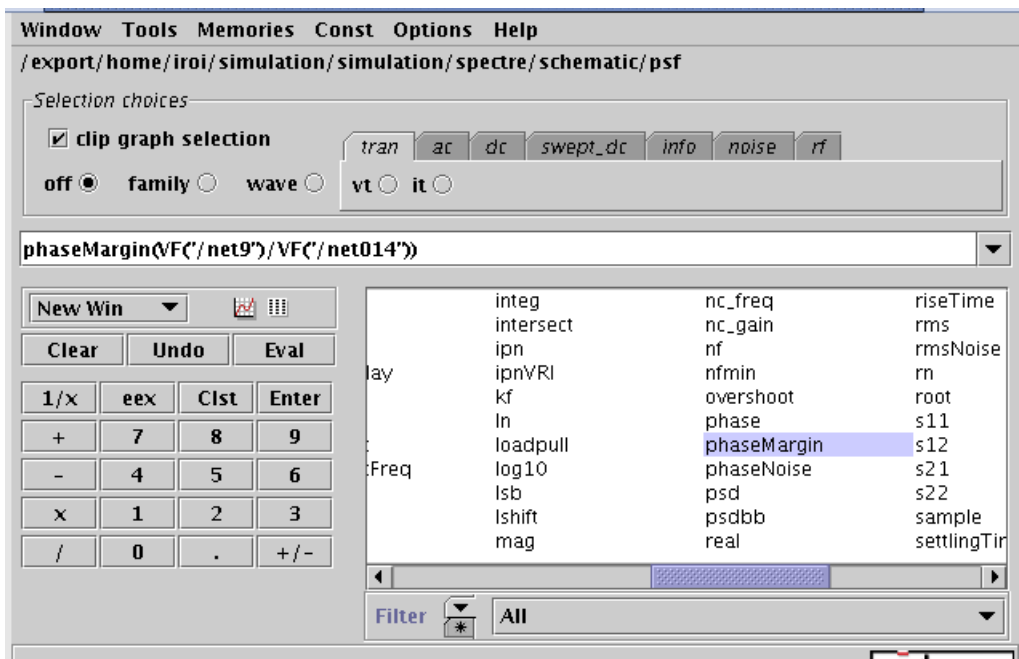 Window Tools Memories Const Options Help
/export/home/iroi/simulation/simulation/spectre/schematic/psf
Selection choices
clip graph selection
tran ac dc swept_dc info noise rf
off family wave vt it
phaseMargin(VF("/net9")/VF("/net014"))
New Win
Clear Undo Eval
1/x eex Clst Enter
+ 7 8 9
- 4 5 6
x 1 2 3
/ 0 . +/-
integ nc_freq riseTime
intersect nc_gain rms
ipn nf rmsNoise
lay ipnVRI nfmin rn
kf overshoot root
ln phase s11
loadpull phaseMargin s12
:Freq log10 phaseNoise s21
lsb psd s22
lshift psdbb sample
mag real settlingTir
Filter All